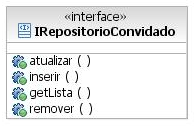 «interface»
IRepositorioConvidado
atualizar ( )
inserir ( )
getLista ( )
remover ( )